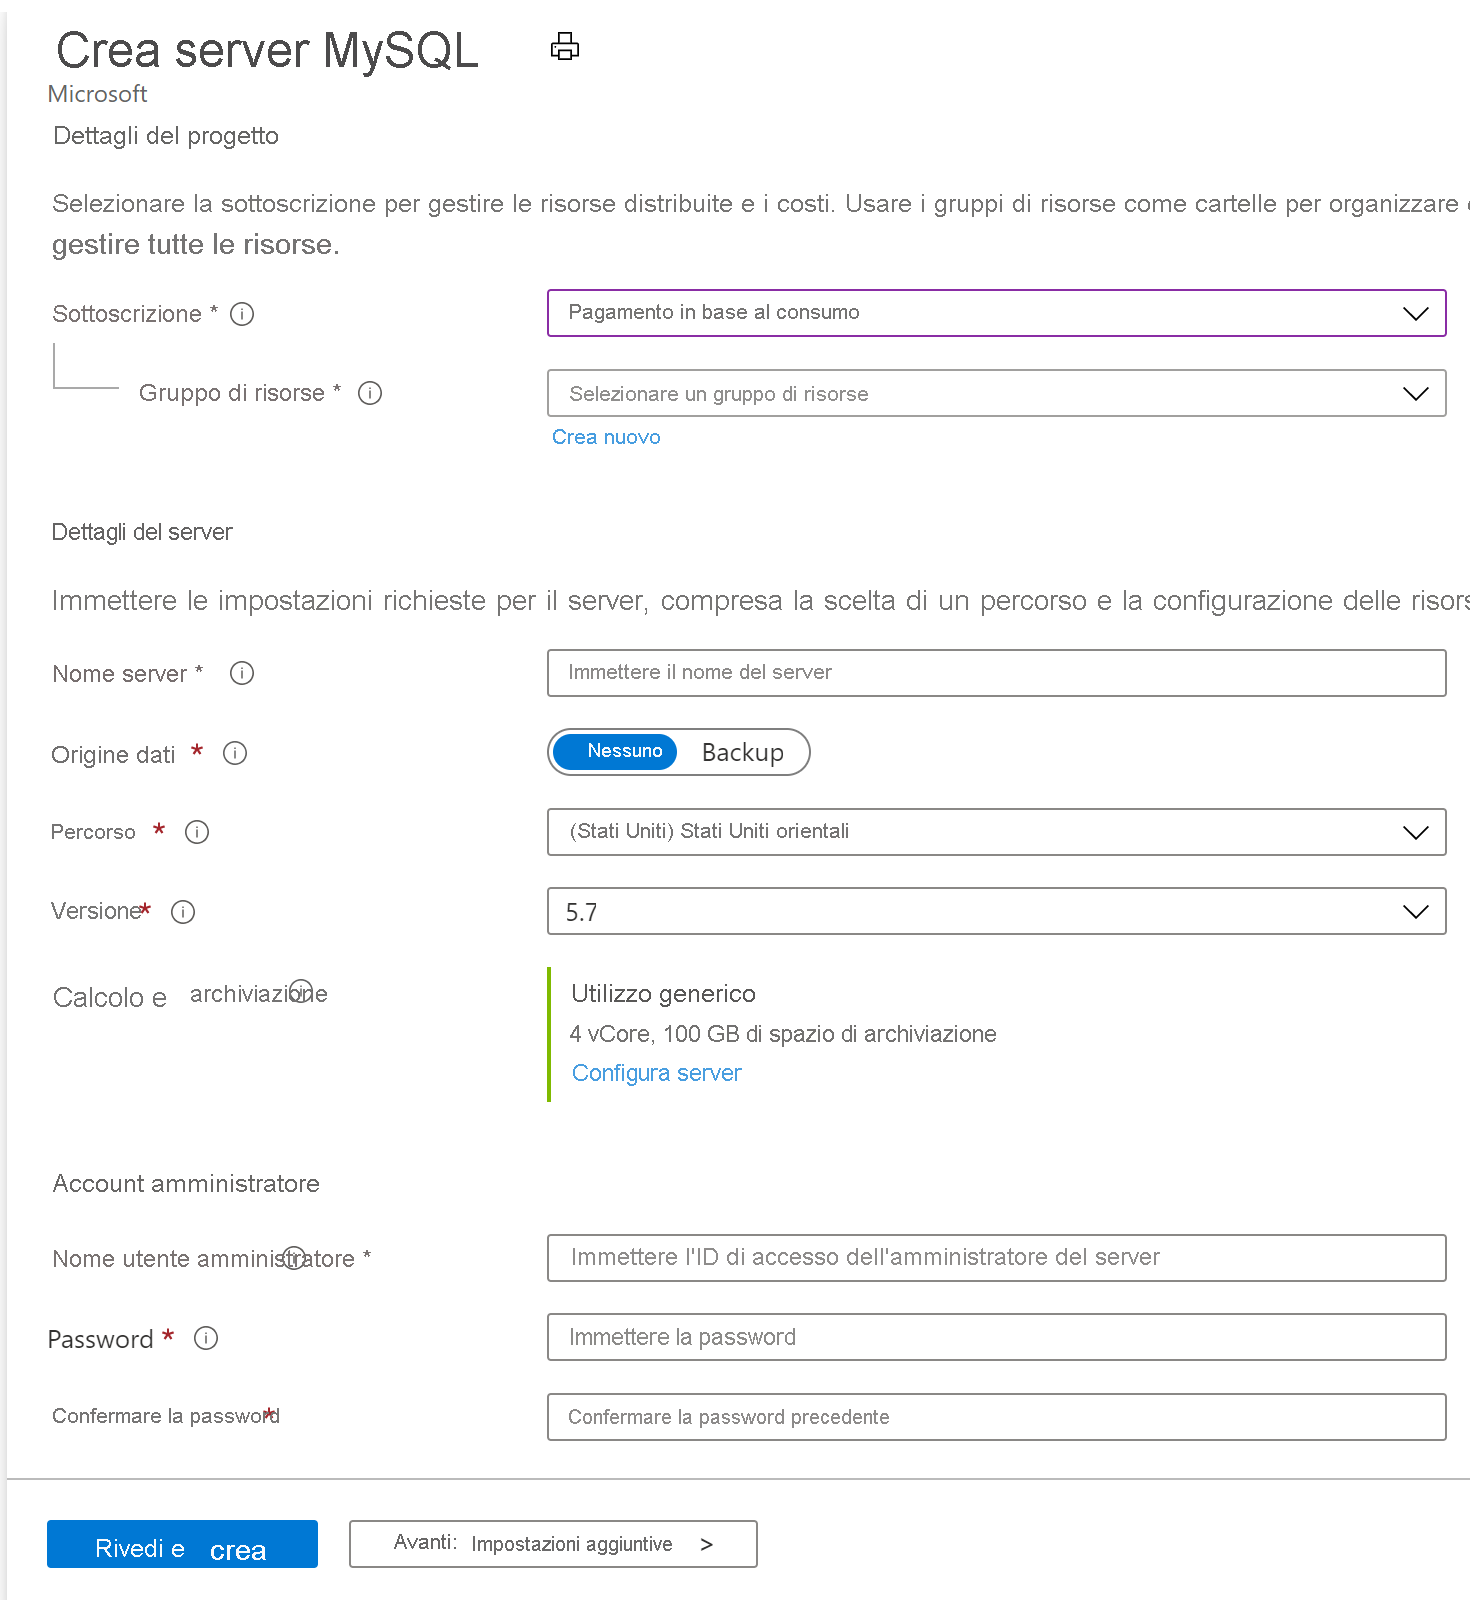 Crea server MySQL
Microsoft
Dettagli del progetto
Selezionare la sottoscrizione per gestire le risorse distribuite e i costi. Usare i gruppi di risorse come cartelle per organizzare
gestire tutte le risorse.
Sottoscrizione *
Pagamento in base al consumo
Gruppo di risorse *
Selezionare un gruppo di risorse
Crea nuovo
Dettagli del server
Immettere le impostazioni richieste per il server, compresa la scelta di un percorso e la configurazione delle
Nome server *
Immettere il nome del server
Origine dati *
Nessuno Backup
Percorso *
(Stati Uniti) Stati Uniti orientali
Versione*
5.7
Calcolo e archiviazione
Utilizzo generico
4 vCore, 100 GB di spazio di archiviazione
Configura server
Account amministratore
Nome utente amministratore *
Immettere l'ID di accesso dell'amministratore del server
Password *
Immettere la password
Confermare la password *
Confermare la password precedente
Rivedi e crea
Avanti: Impostazioni aggiuntive >